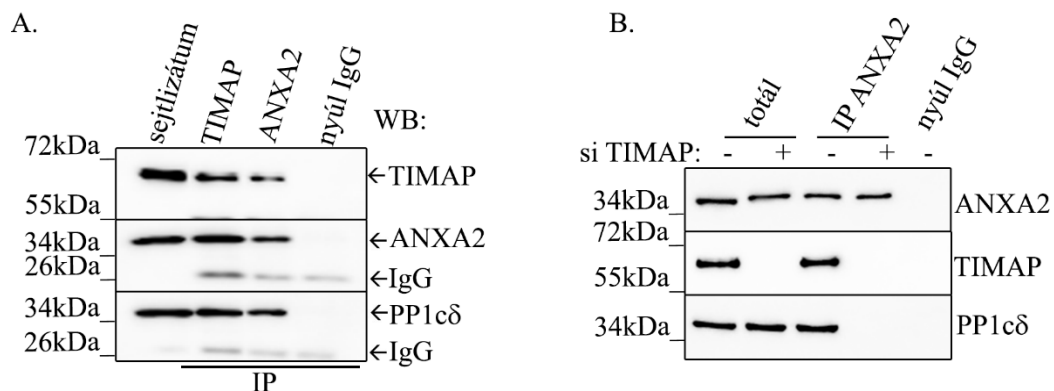 A.
sejtlizátum
TIMAP
ANXA2
nyúl IgG
WB:
72kDa
←TIMAP
55kDa
34kDa
←ANXA2
26kDa
←IgG
34kDa
←PP1cδ
26kDa
←IgG
IP
B.
totál
IP ANXA2
nyúl IgG
si TIMAP: - + - + -
34kDa
ANXA2
72kDa
TIMAP
55kDa
34kDa
PP1cδ